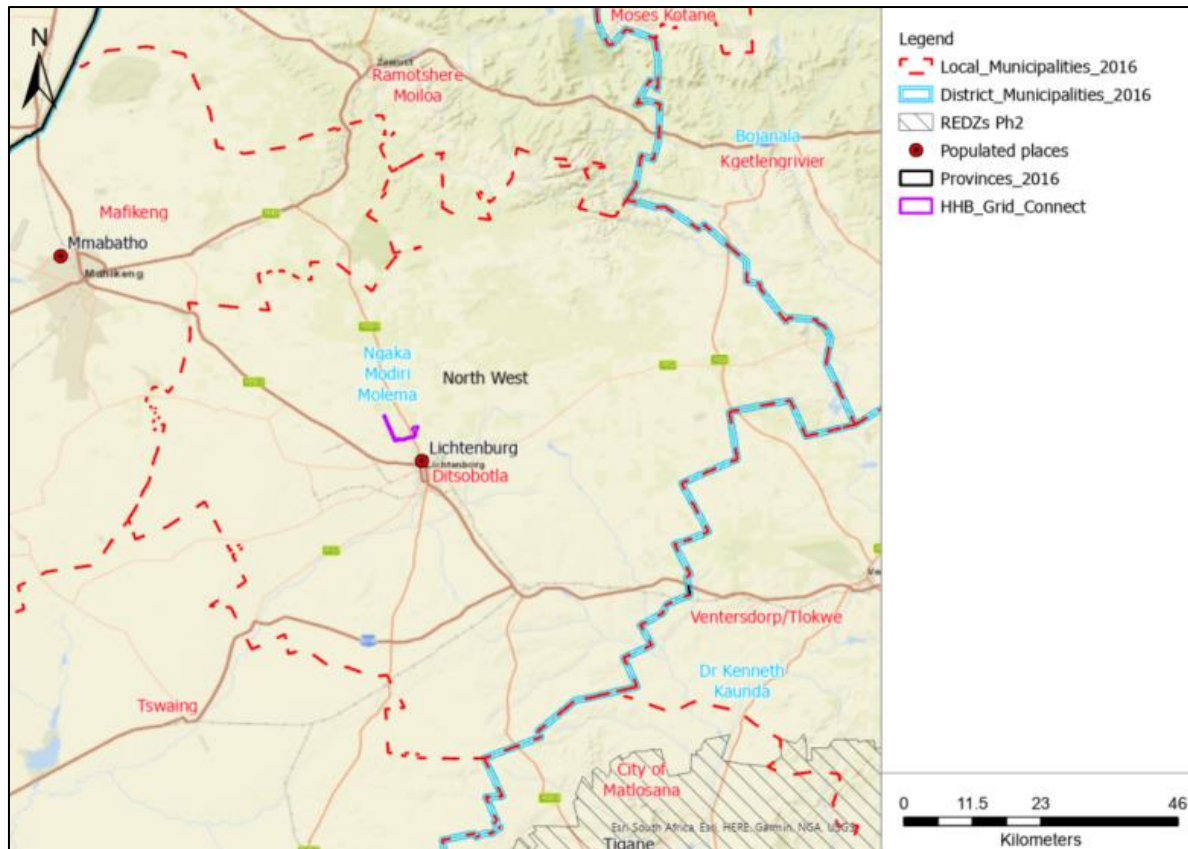 Moses Kotane
N
Zeerust
Ramotshere
Moiloa
Bojanala
Kgetlengrivier
Mafikeng
Mmabatho
Mahikeng
Ngaka
Modiri
Molema
North West
Lichtenburg
Lichtenburg
Ditsobotla
Ventersdorp/Tlokwe
Dr Kenneth
Kaunda
Tswaing
City of
Matlosana
Esri South Africa, Esri, HERE, Garmin, NGA, USGS
Tigane
Legend
Local_Municipalities_2016
District_Municipalities_2016
REDZs Ph2
Populated places
Provinces_2016
HHB_Grid_Connect
0 11.5 23 46
Kilometers